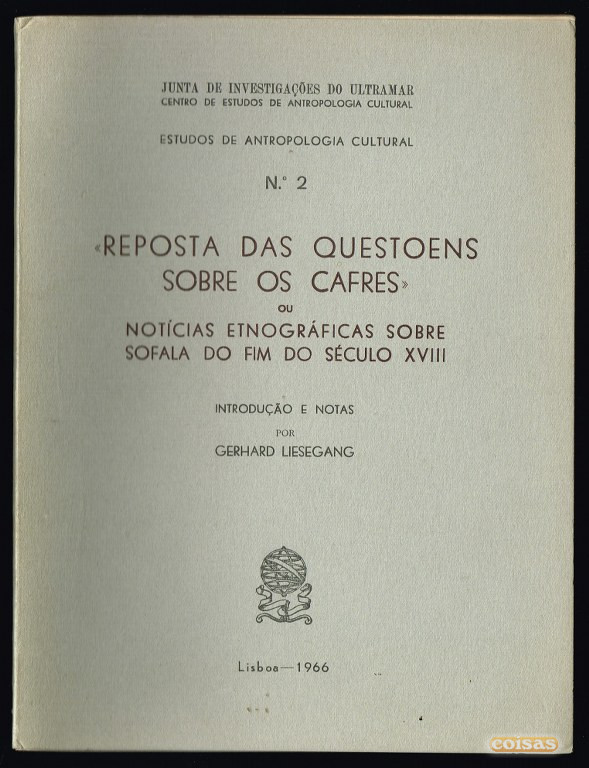 JUNTA DE INVESTIGAÇÕES DO ULTRAMAR
CENTRO DE ESTUDOS DE ANTROPOLOGIA CULTURAL
ESTUDOS DE ANTROPOLOGIA CULTURAL
N.º 2
«REPOSTA DAS QUESTOENS
SOBRE OS CAFRES»
OU
NOTÍCIAS ETNOGRÁFICAS SOBRE
SOFALA DO FIM DO SÉCULO XVIII
INTRODUÇÃO E NOTAS
POR
GERHARD LIESEGANG
Lisboa—1966
coisas